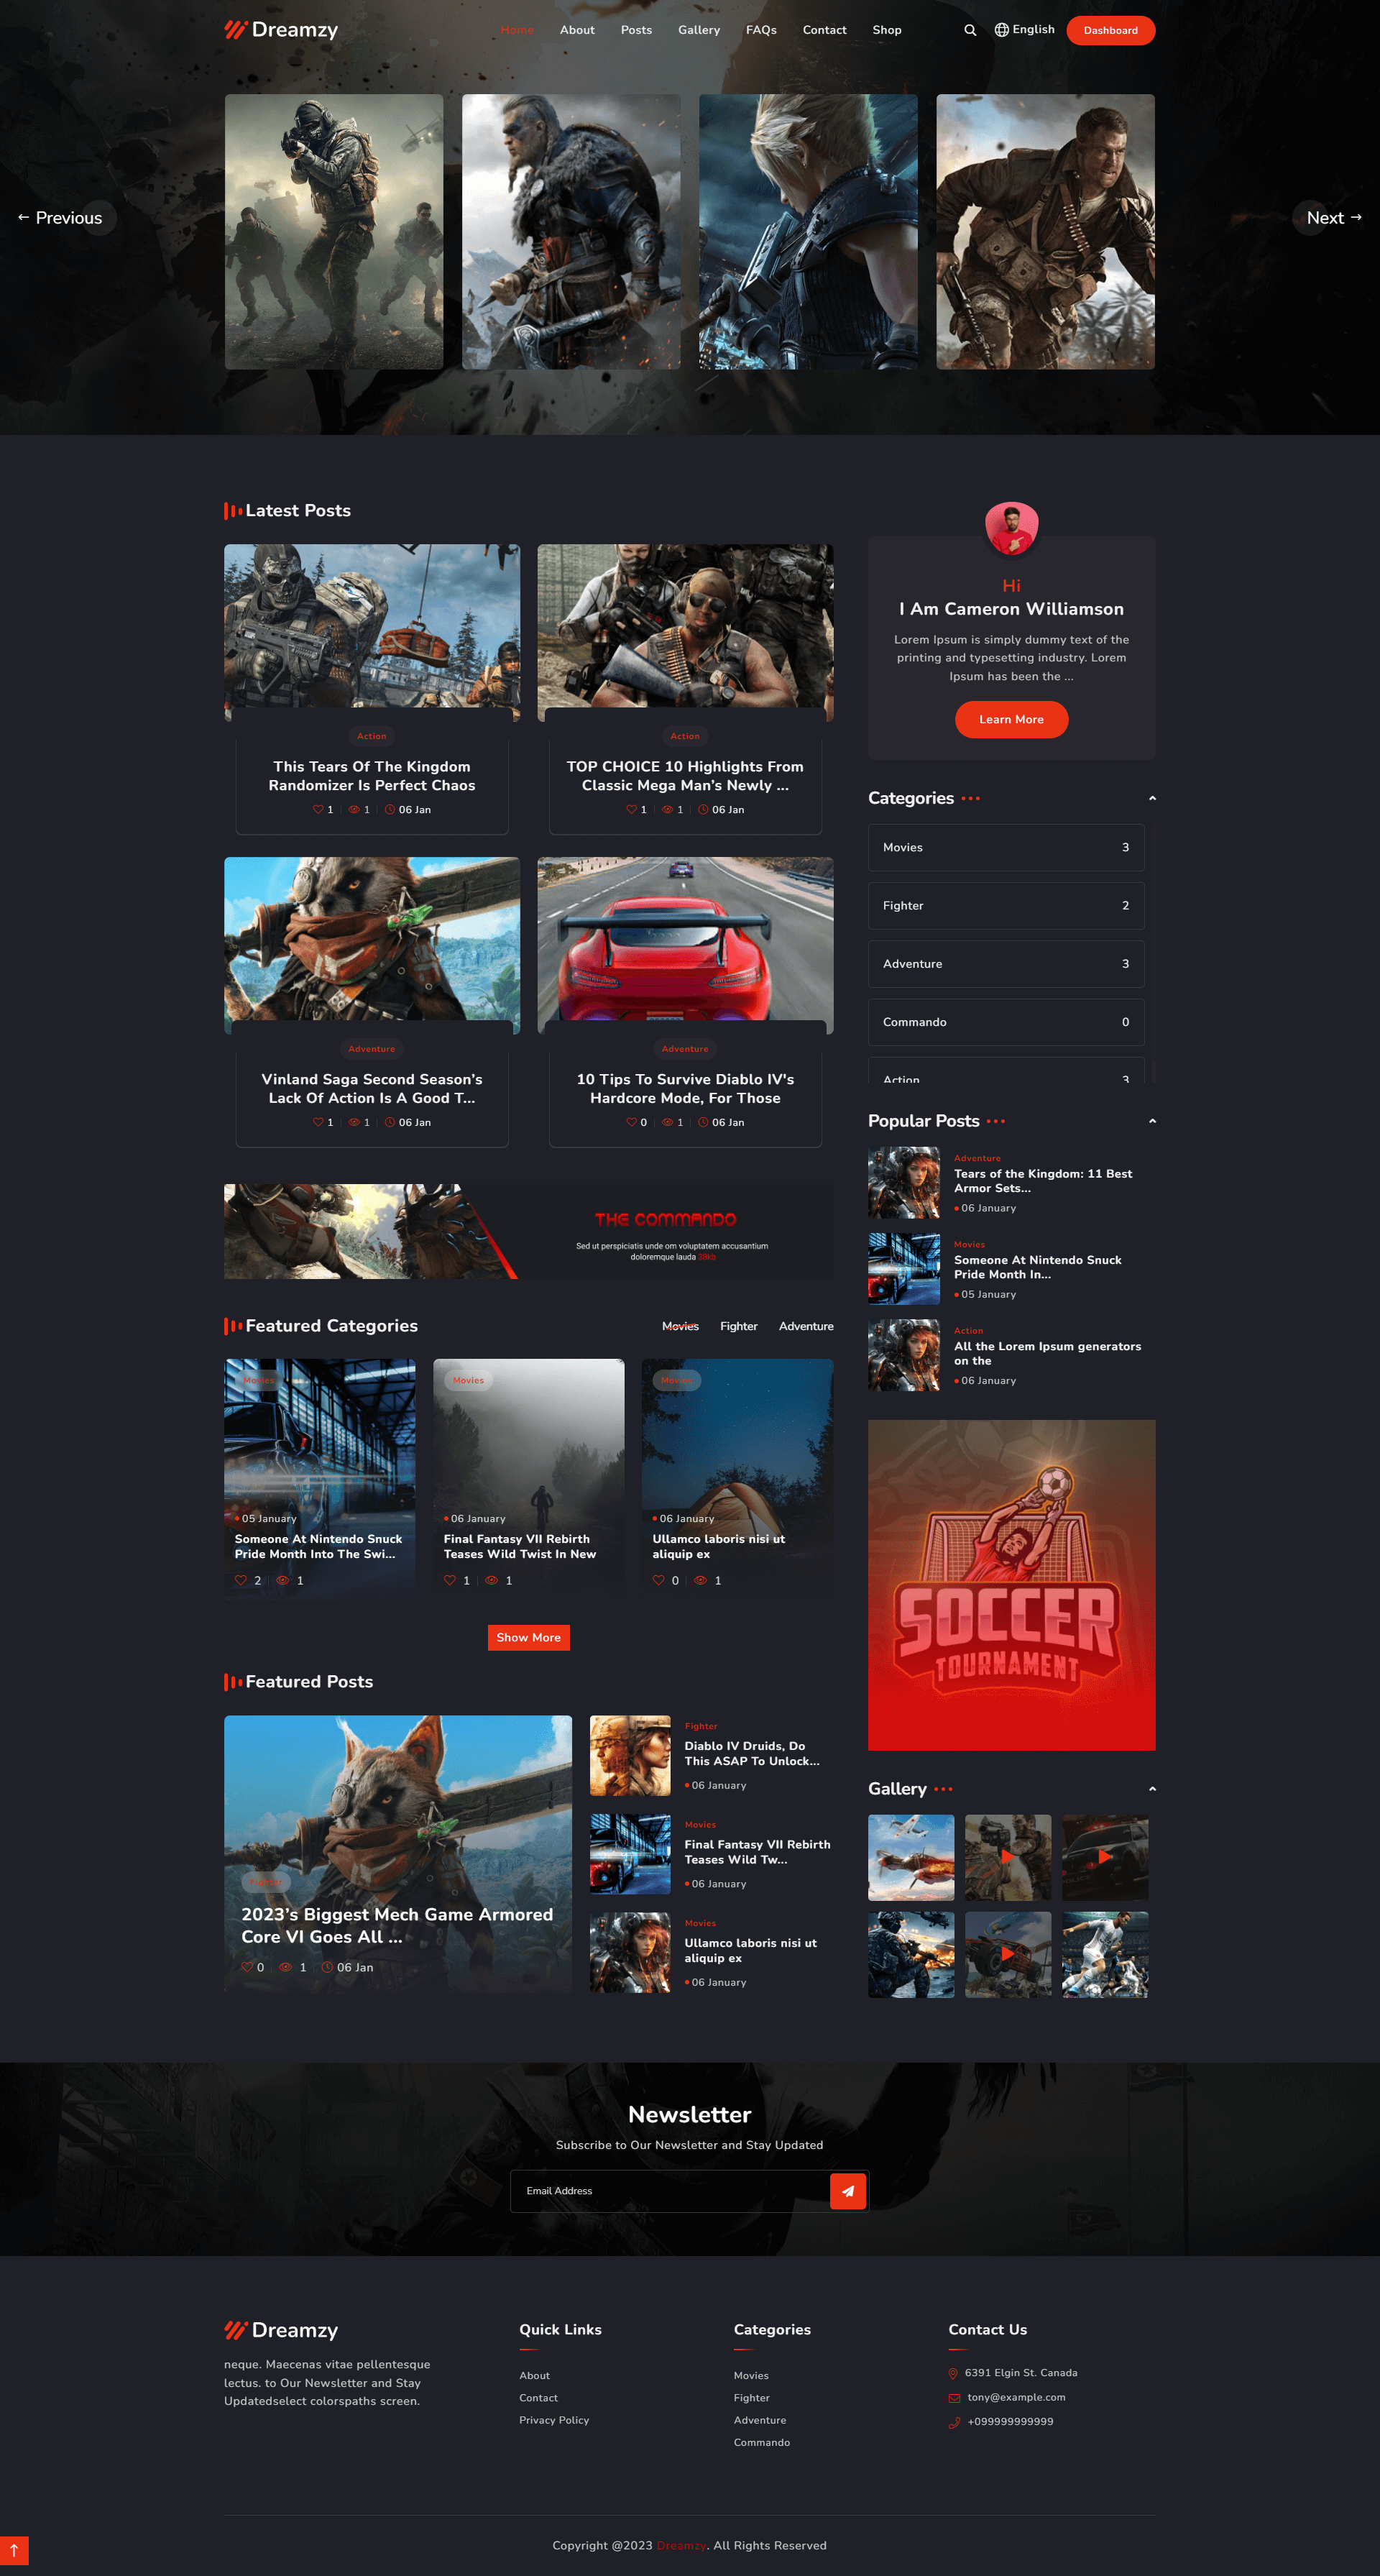 Dreamzy
Home About Posts Gallery FAQs Contact Shop
English
Dashboard
← Previous
Next →
Latest Posts
Action
This Tears Of The Kingdom
Randomizer Is Perfect Chaos
1 1 06 Jan
Action
TOP CHOICE 10 Highlights From
Classic Mega Man’s Newly ...
1 1 06 Jan
Adventure
Vinland Saga Second Season’s
Lack Of Action Is A Good T...
1 1 06 Jan
Adventure
10 Tips To Survive Diablo IV's
Hardcore Mode, For Those
0 1 06 Jan
THE COMMANDO
Sed ut perspiciatis unde om voluptatem accusantium
doloremque lauda 28kb
Featured Categories
Movies Fighter Adventure
Movies
05 January
Someone At Nintendo Snuck
Pride Month Into The Swi...
2 1
Movies
06 January
Final Fantasy VII Rebirth
Teases Wild Twist In New
1 1
Movies
06 January
Ullamco laboris nisi ut
aliquip ex
0 1
Show More
Featured Posts
Fighter
2023’s Biggest Mech Game Armored
Core VI Goes All ...
0 1 06 Jan
Fighter
Diablo IV Druids, Do
This ASAP To Unlock...
06 January
Movies
Final Fantasy VII Rebirth
Teases Wild Tw...
06 January
Movies
Ullamco laboris nisi ut
aliquip ex
06 January
Hi
I Am Cameron Williamson
Lorem Ipsum is simply dummy text of the
printing and typesetting industry. Lorem
Ipsum has been the ...
Learn More
Categories
Movies 3
Fighter 2
Adventure 3
Commando 0
Action 3
Popular Posts
Adventure
Tears of the Kingdom: 11 Best
Armor Sets...
06 January
Movies
Someone At Nintendo Snuck
Pride Month In...
05 January
Action
All the Lorem Ipsum generators
on the
06 January
SOCCER
TOURNAMENT
Gallery
Newsletter
Subscribe to Our Newsletter and Stay Updated
Email Address
Dreamzy
neque. Maecenas vitae pellentesque
lectus. to Our Newsletter and Stay
Updatedselect colorspaths screen.
Quick Links
About
Contact
Privacy Policy
Categories
Movies
Fighter
Adventure
Commando
Contact Us
6391 Elgin St. Canada
tony@example.com
+099999999999
Copyright @2023 Dreamzy. All Rights Reserved